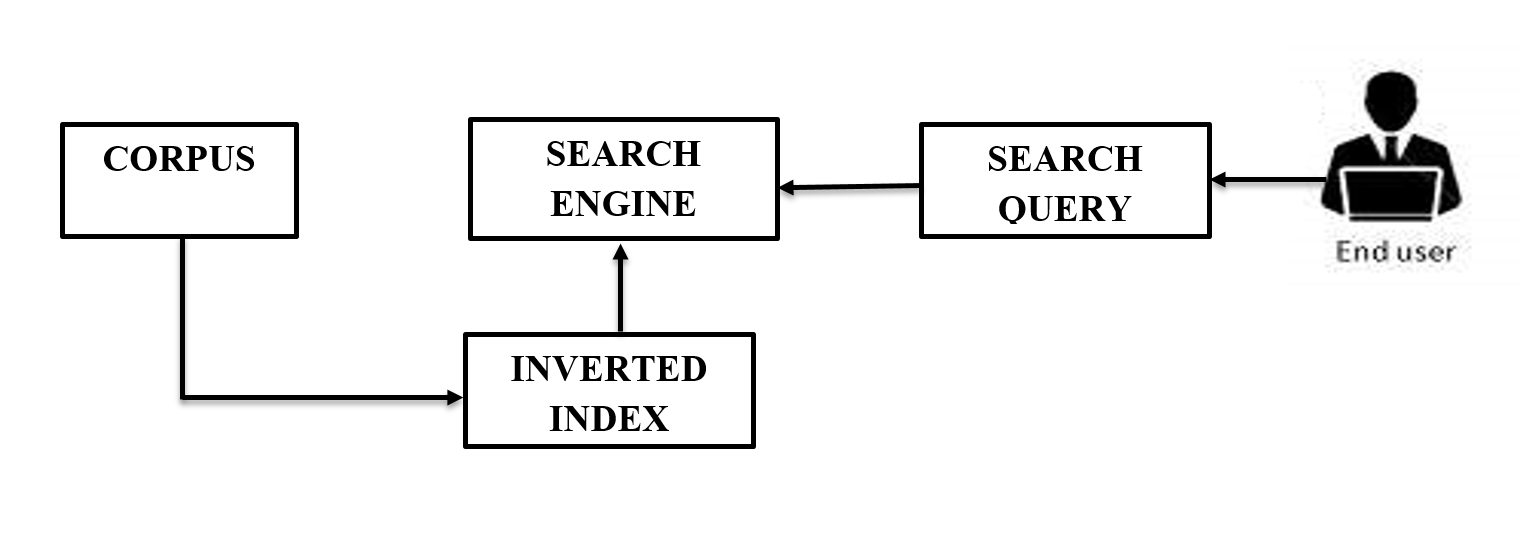 CORPUS
SEARCH
ENGINE
SEARCH
QUERY
End user
INVERTED
INDEX